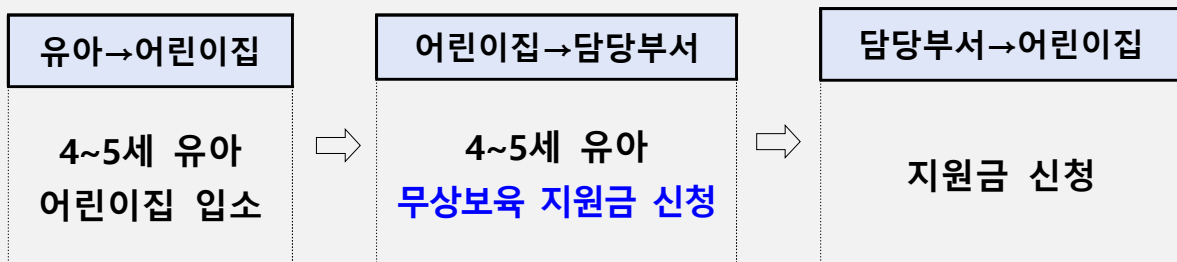 유아→어린이집
4~5세 유아
어린이집 입소
어린이집→담당부서
4~5세 유아
무상보육 지원금 신청
담당부서→어린이집
지원금 신청